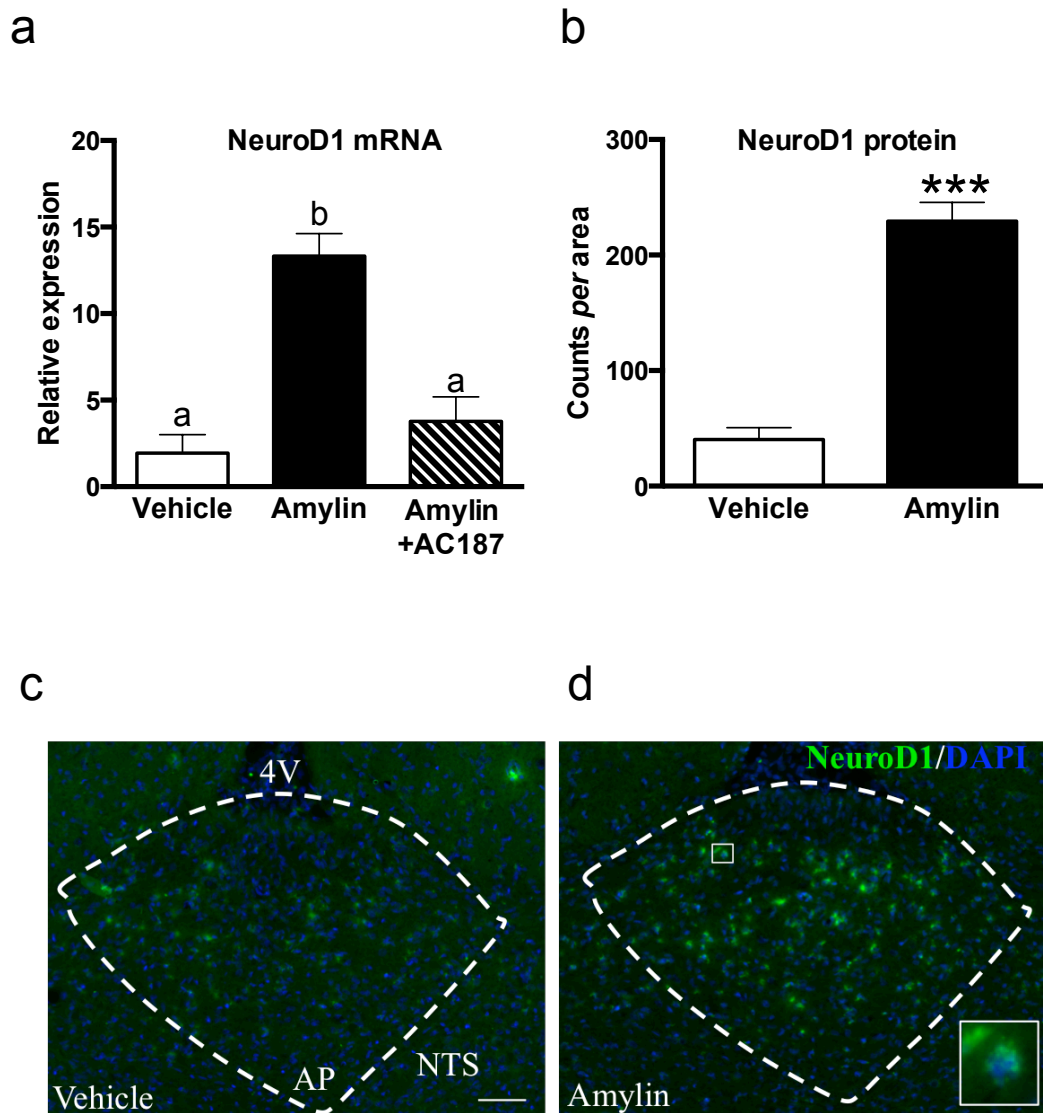 a
NeuroD1 mRNA
Relative expression
20
15
10
5
0
a
b
a
Vehicle
Amylin
Amylin
+AC187
b
NeuroD1 protein
Counts per area
300
200
100
0
***
Vehicle
Amylin
c
4V
AP
NTS
Vehicle
d
NeuroD1/DAPI
Amylin